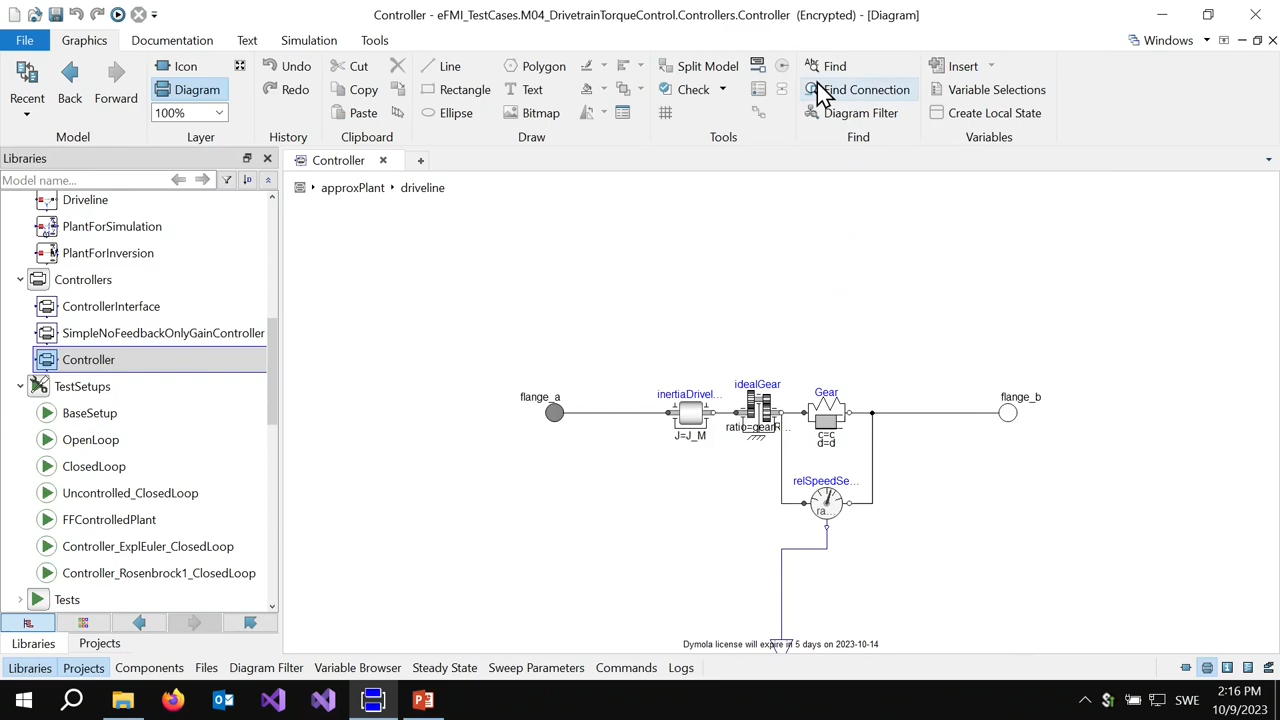 Controller - eFMI_TestCases.M04_DrivetrainTorqueControl.Controllers.Controller (Encrypted) - [Diagram]
File Graphics Documentation Text Simulation Tools Windows
Recent Back Forward
Model
Icon
Diagram
100%
Layer
Undo
Redo
History
Cut
Copy
Paste
Clipboard
Line Polygon
Rectangle Text
Ellipse Bitmap
Draw
Split Model
Check
Tools
Find
Find Connection
Diagram Filter
Find
Insert
Variable Selections
Create Local State
Variables
Libraries
Model name...
Driveline
PlantForSimulation
PlantForInversion
Controllers
ControllerInterface
SimpleNoFeedbackOnlyGainController
Controller
TestSetups
BaseSetup
OpenLoop
ClosedLoop
Uncontrolled_ClosedLoop
FFControlledPlant
Controller_ExplEuler_ClosedLoop
Controller_Rosenbrock1_ClosedLoop
Tests
Libraries Projects
Controller
approxPlant driveline
flange_a
inertiaDrivel...
J=J_M
idealGear
ratio=gearR...
Gear
c=c
d=d
flange_b
relSpeedSe...
ra...
Dymola license will expire in 5 days on 2023-10-14
Libraries Projects Components Files Diagram Filter Variable Browser Steady State Sweep Parameters Commands Logs
SWE
2:16 PM
10/9/2023